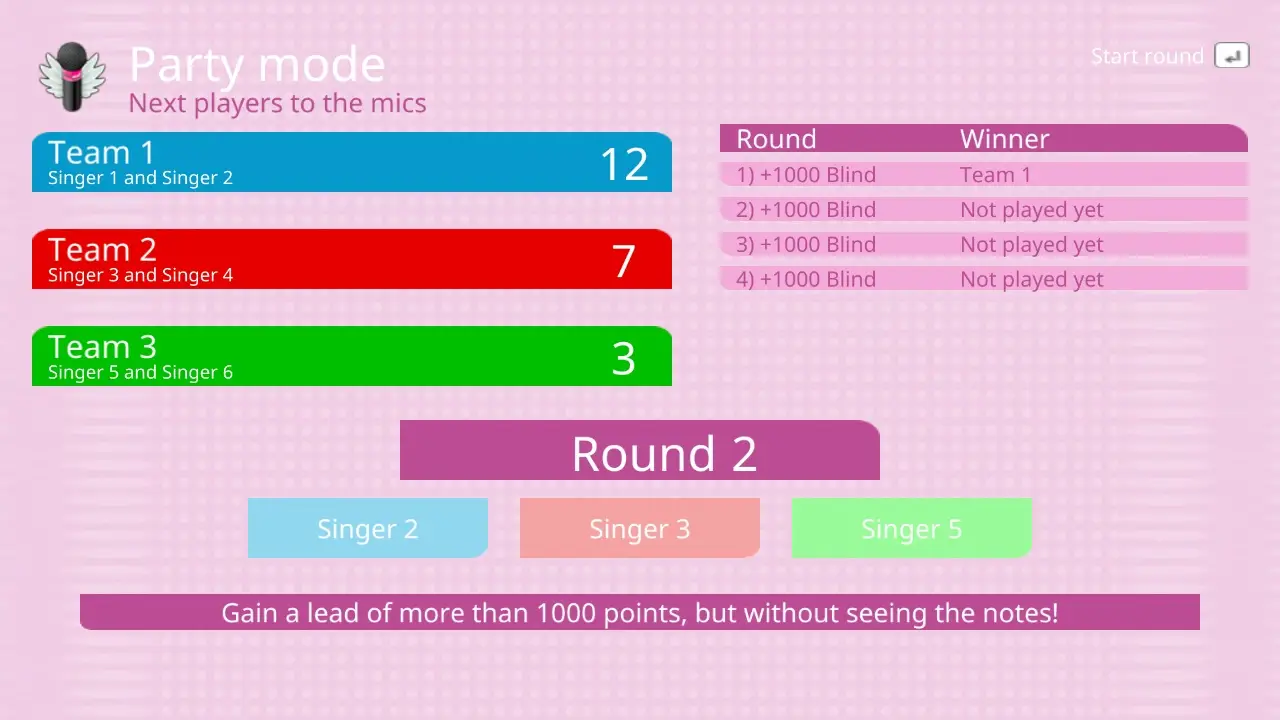 Party mode
Next players to the mics
Start round
Team 1
Singer 1 and Singer 2
12
Team 2
Singer 3 and Singer 4
7
Team 3
Singer 5 and Singer 6
3
Round Winner
1) +1000 Blind Team 1
2) +1000 Blind Not played yet
3) +1000 Blind Not played yet
4) +1000 Blind Not played yet
Round 2
Singer 2 Singer 3 Singer 5
Gain a lead of more than 1000 points, but without seeing the notes!